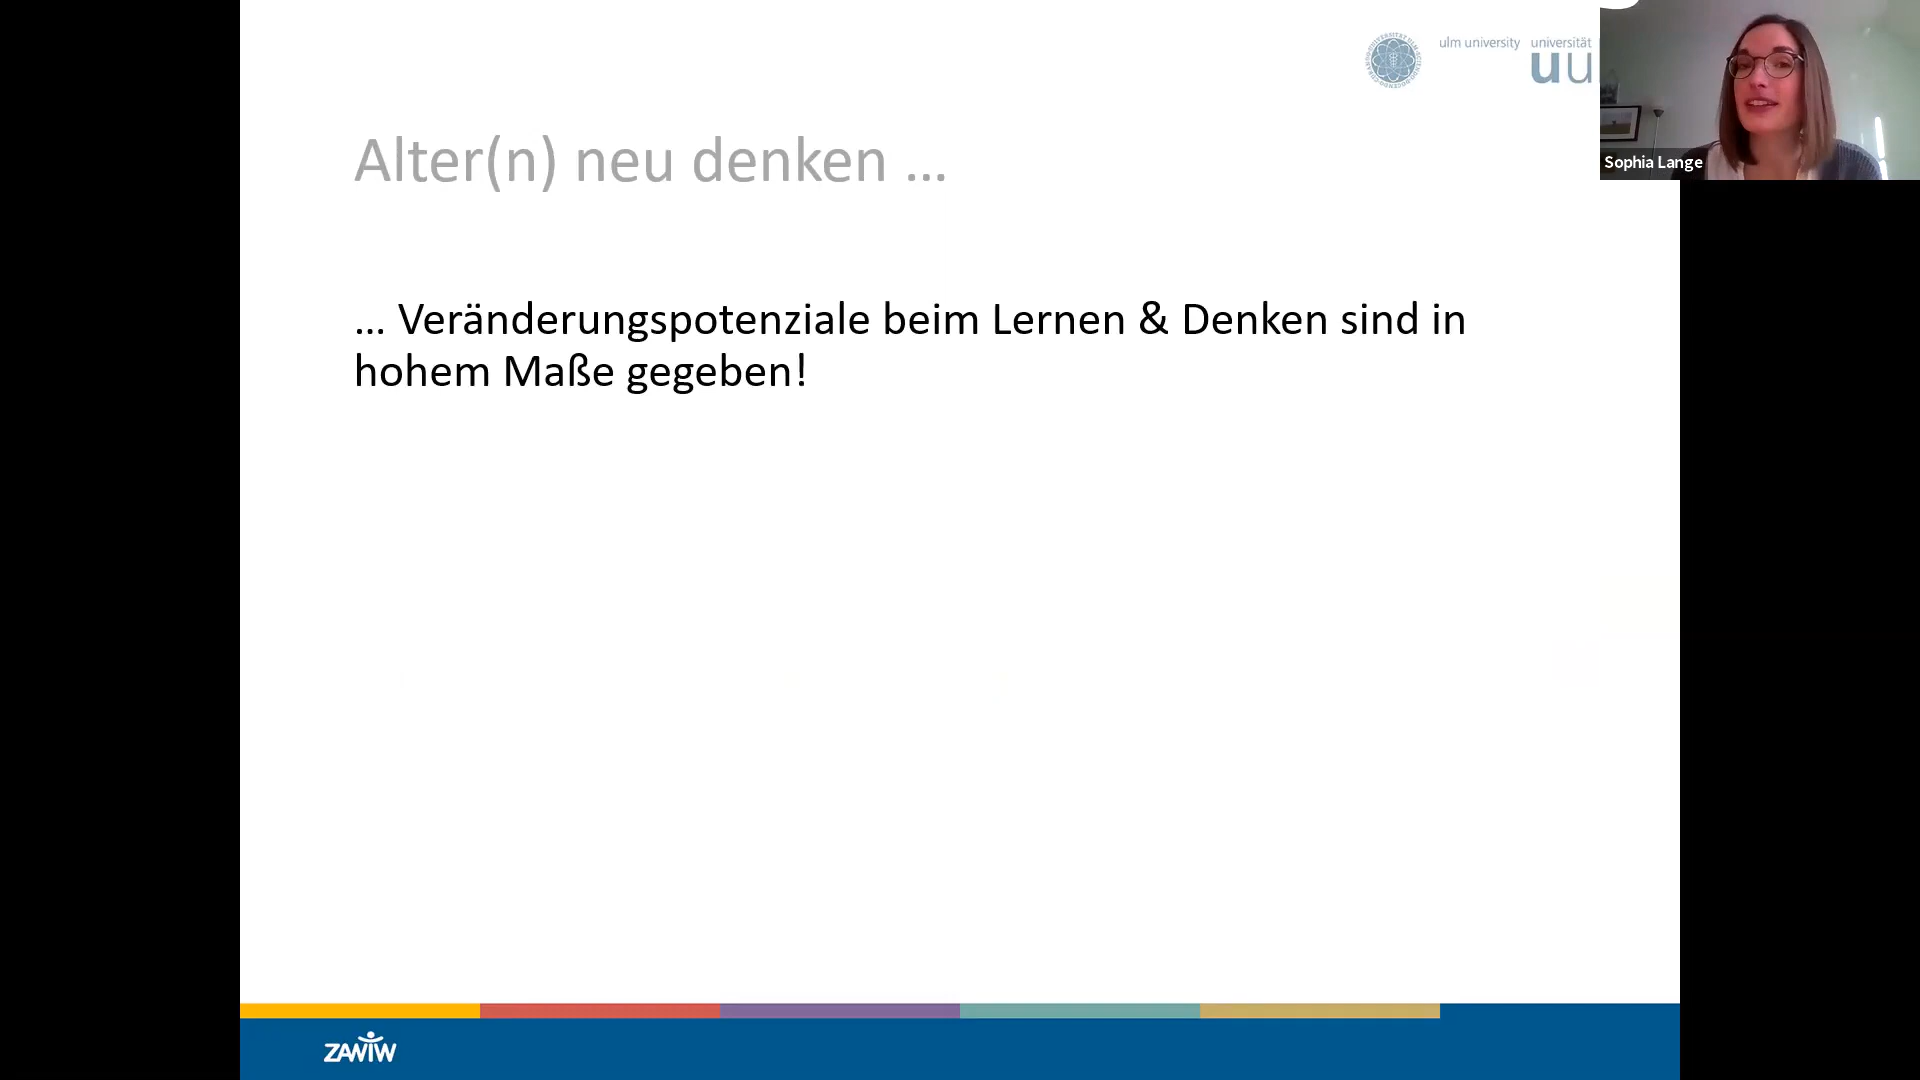 ulm university universität
uu
Sophia Lange
Alter(n) neu denken ...
... Veränderungspotenziale beim Lernen & Denken sind in
hohem Maße gegeben!
ZAWIW